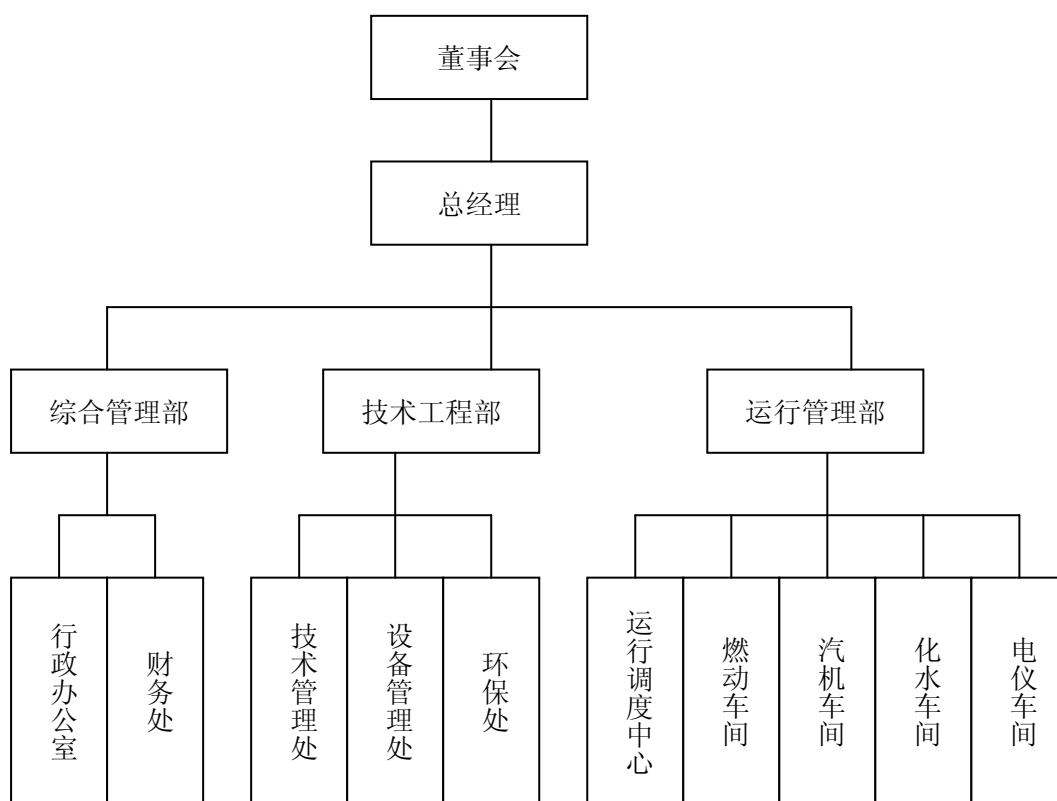 董事会
总经理
综合管理部
技术工程部
运行管理部
行政办公室
财务处
技术管理处
设备管理处
环保处
运行调度中心
燃动车间
汽机车间
化水车间
电仪车间